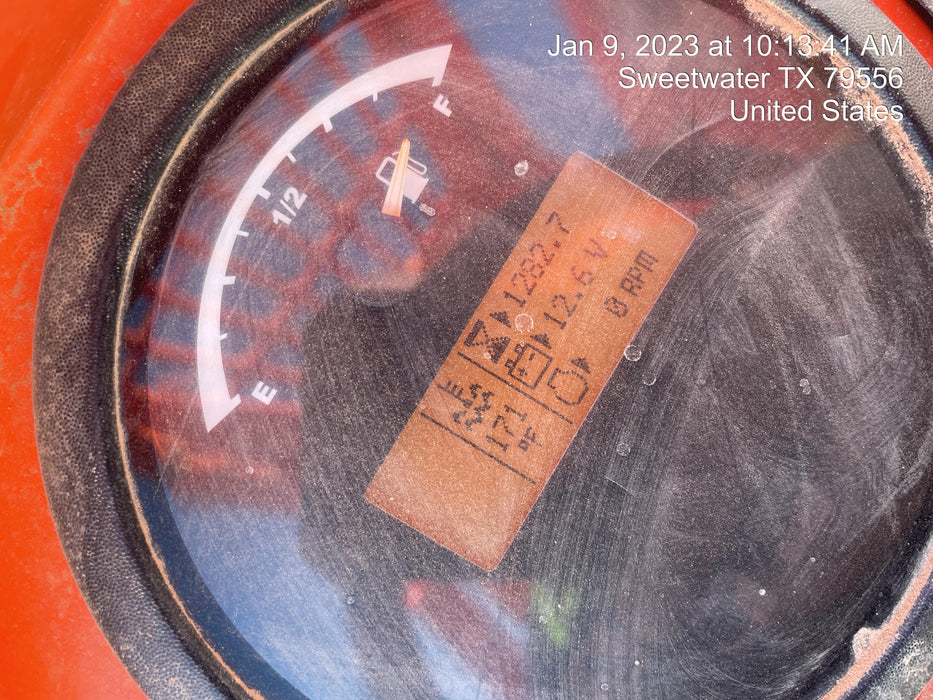 Jan 9, 2023 at 10:13:41 AM
Sweetwater TX 79556
United States
F
1/2
E
1282.7
12.6 V
0 RPM
171
°F